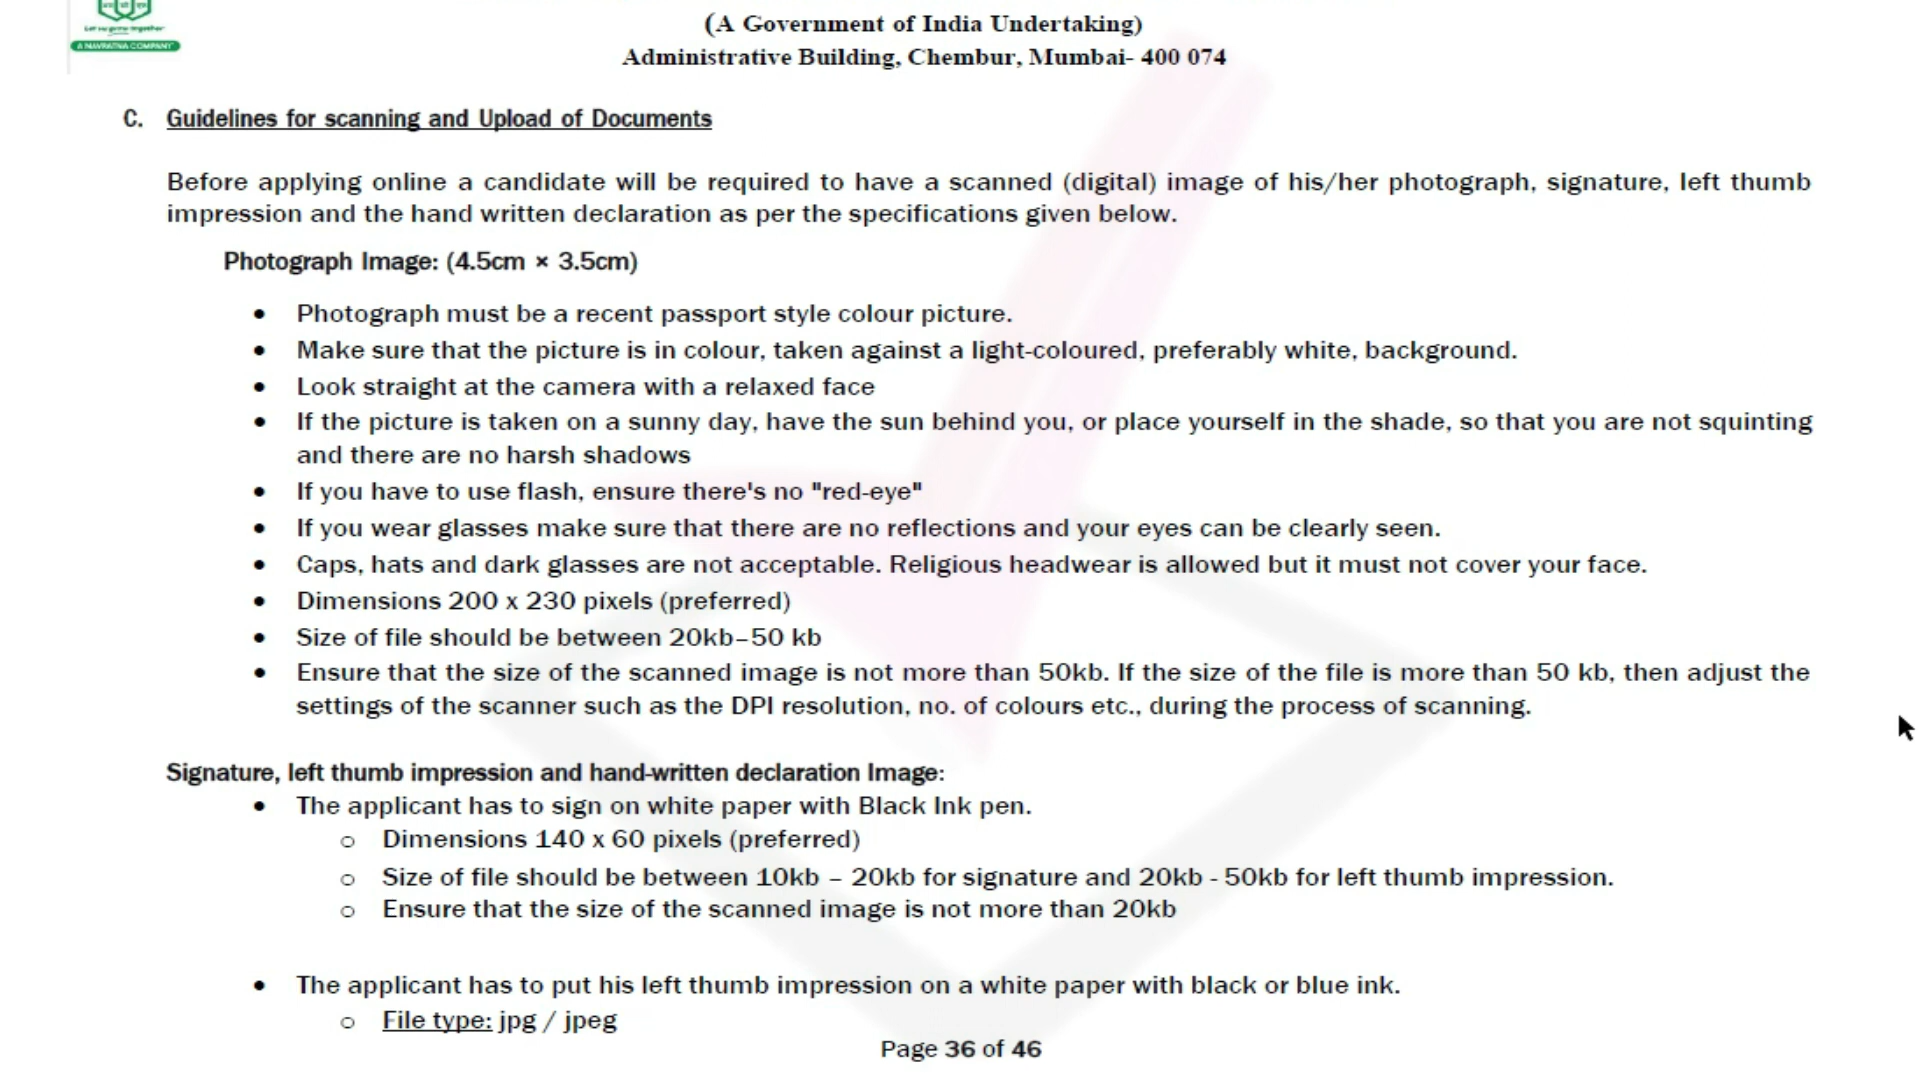 Let us grow together
A NAVRATNA COMPANY
(A Government of India Undertaking)
Administrative Building, Chembur, Mumbai- 400 074
C. Guidelines for scanning and Upload of Documents
Before applying online a candidate will be required to have a scanned (digital) image of his/her photograph, signature, left thumb
impression and the hand written declaration as per the specifications given below.
Photograph Image: (4.5cm × 3.5cm)
• Photograph must be a recent passport style colour picture.
• Make sure that the picture is in colour, taken against a light-coloured, preferably white, background.
• Look straight at the camera with a relaxed face
• If the picture is taken on a sunny day, have the sun behind you, or place yourself in the shade, so that you are not squinting
and there are no harsh shadows
• If you have to use flash, ensure there's no "red-eye"
• If you wear glasses make sure that there are no reflections and your eyes can be clearly seen.
• Caps, hats and dark glasses are not acceptable. Religious headwear is allowed but it must not cover your face.
• Dimensions 200 x 230 pixels (preferred)
• Size of file should be between 20kb–50 kb
• Ensure that the size of the scanned image is not more than 50kb. If the size of the file is more than 50 kb, then adjust the
settings of the scanner such as the DPI resolution, no. of colours etc., during the process of scanning.
Signature, left thumb impression and hand-written declaration Image:
• The applicant has to sign on white paper with Black Ink pen.
o Dimensions 140 x 60 pixels (preferred)
o Size of file should be between 10kb – 20kb for signature and 20kb - 50kb for left thumb impression.
o Ensure that the size of the scanned image is not more than 20kb
• The applicant has to put his left thumb impression on a white paper with black or blue ink.
o File type: jpg / jpeg
Page 36 of 46